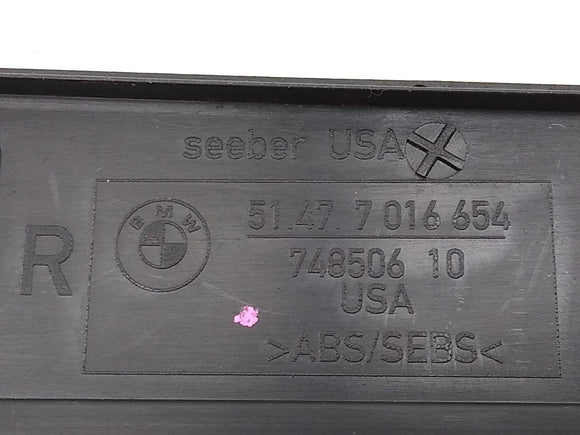 seeber USA
R
BMW
51.47. 7 016 654
748506 10
USA
>ABS/SEBS<